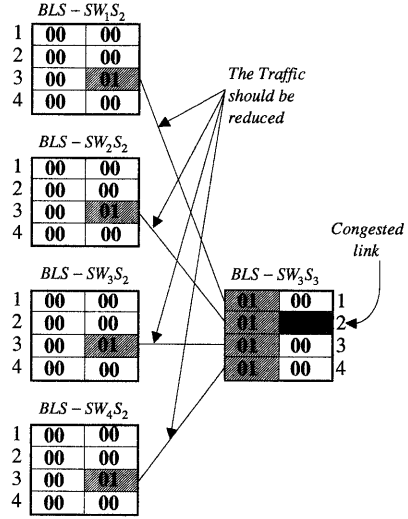 BLS – SW₁S₂
1 00 00
2 00 00
3 00 01
4 00 00
The Traffic
should be
reduced
BLS – SW₂S₂
1 00 00
2 00 00
3 00 01
4 00 00
Congested
link
BLS – SW₃S₂
1 00 00
2 00 00
3 00 01
4 00 00
BLS – SW₃S₃
01 00 1
01 2
01 00 3
01 00 4
BLS – SW₄S₂
1 00 00
2 00 00
3 00 01
4 00 00